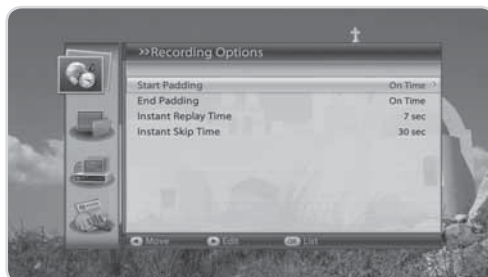 >>Recording Options
Start Padding On Time >
End Padding On Time
Instant Replay Time 7 sec
Instant Skip Time 30 sec
Move Edit OK List